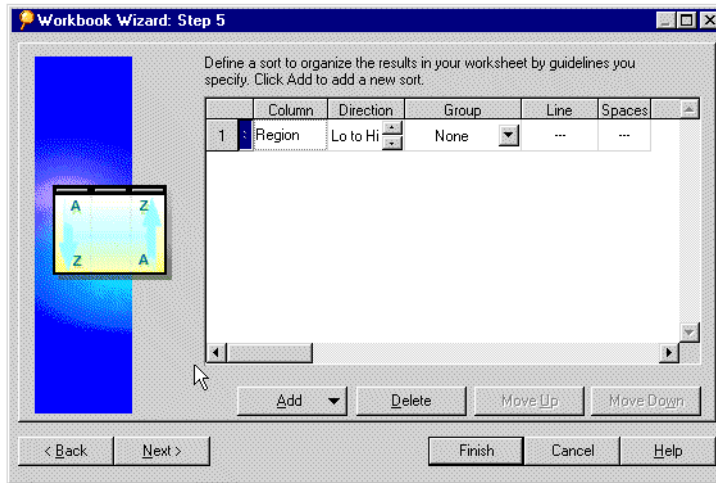 Workbook Wizard: Step 5
Define a sort to organize the results in your worksheet by guidelines you
specify. Click Add to add a new sort.
Column Direction Group Line Spaces
1 Region Lo to Hi None --- ---
A Z
Z A
Add Delete Move Up Move Down
< Back Next > Finish Cancel Help